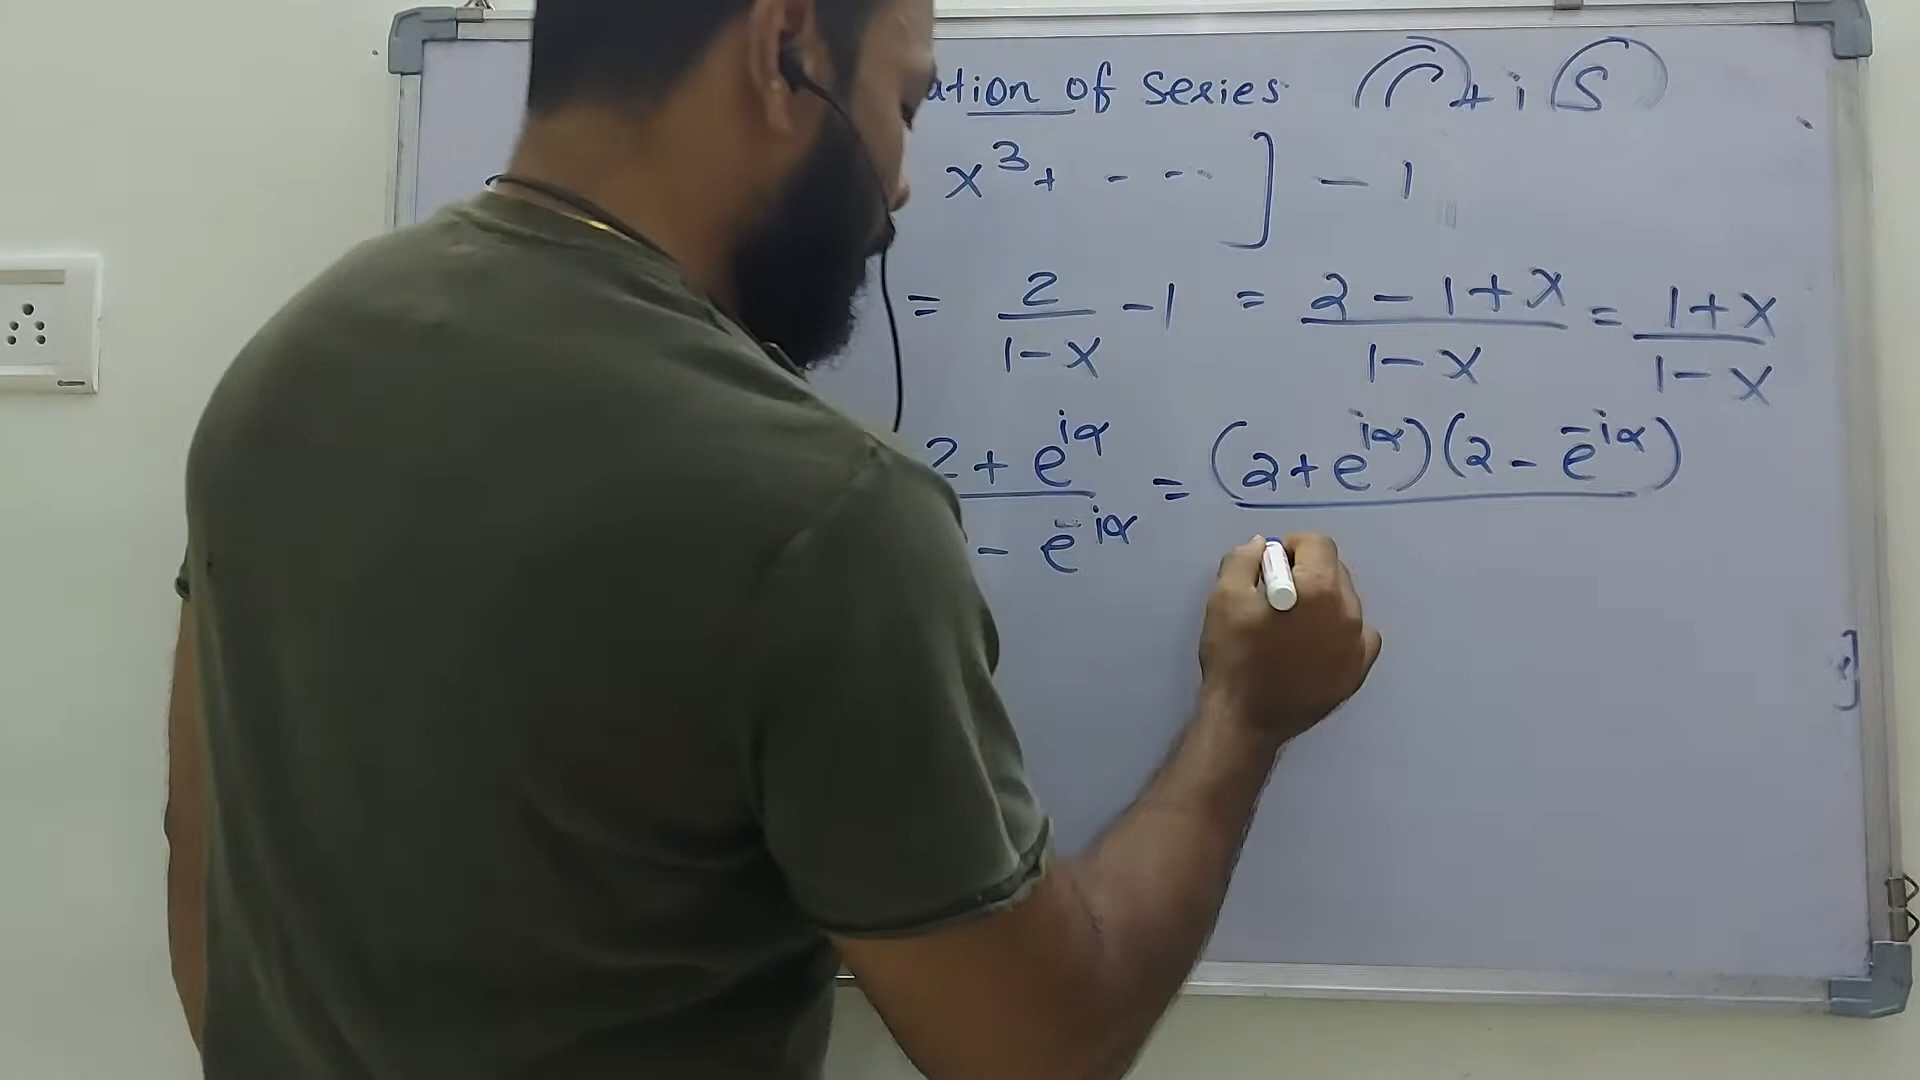 ation of series (C + i S)
x³ + - - - ] - 1
= 2/(1-x) - 1 = (2-1+x)/(1-x) = (1+x)/(1-x)
2 + e^{iα} / - e^{-iα} = (2+e^{iα})(2 - e^{-iα})
]